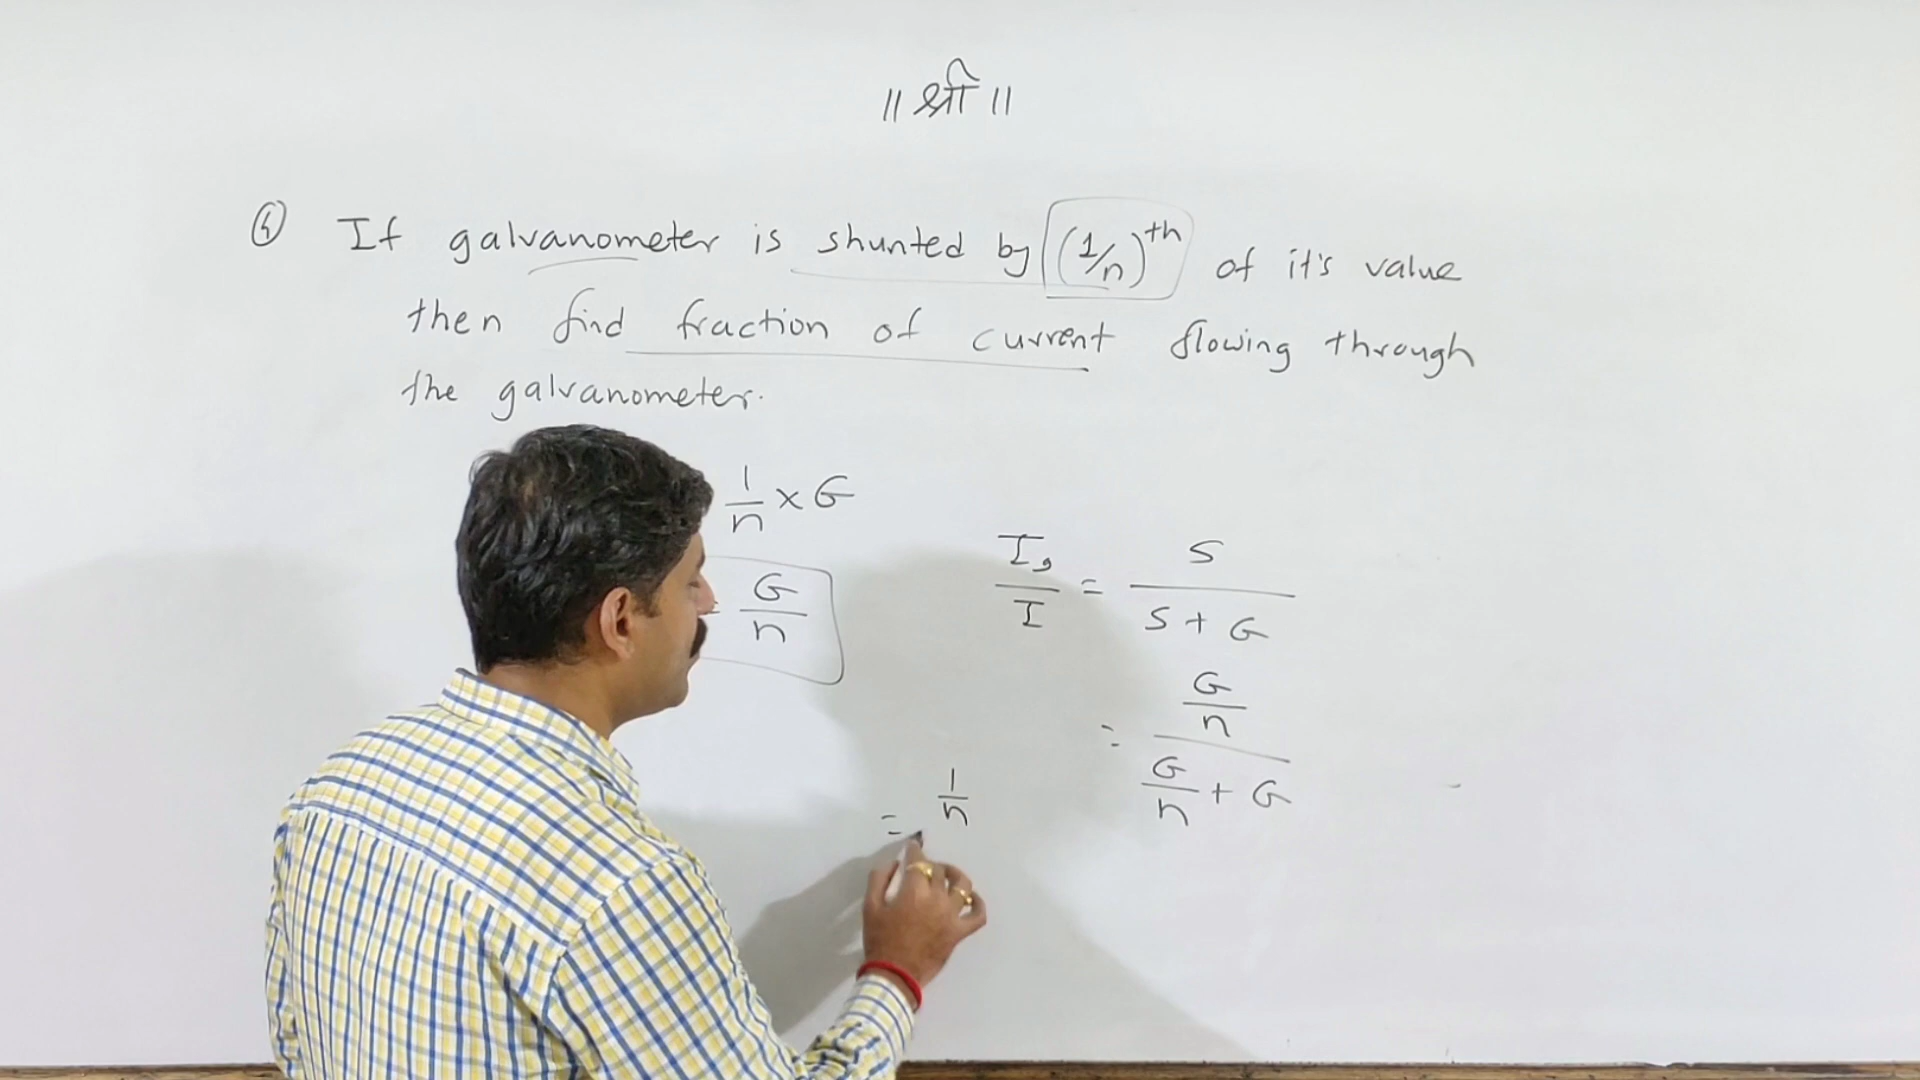 ॥ श्री ॥
④ If galvanometer is shunted by (1/n)th of it's value
then find fraction of current flowing through
the galvanometer.
1/n × G
= G/n
Ig/I = S/(S + G)
= (G/n)/(G/n + G)
= 1/n